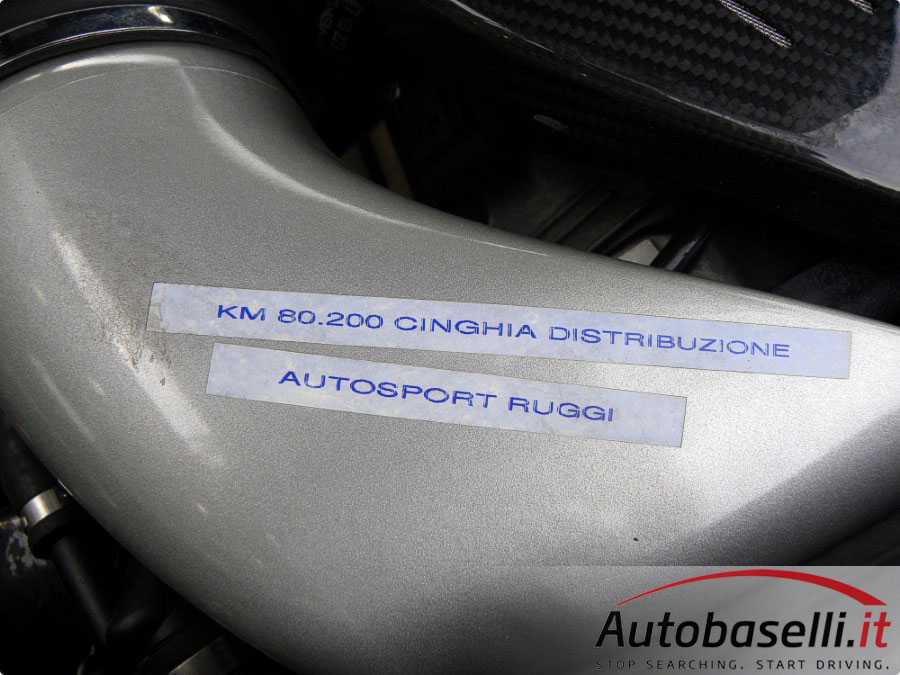 KM 80.200 CINGHIA DISTRIBUZIONE
AUTOSPORT RUGGI
Autobaselli.it
STOP SEARCHING. START DRIVING.